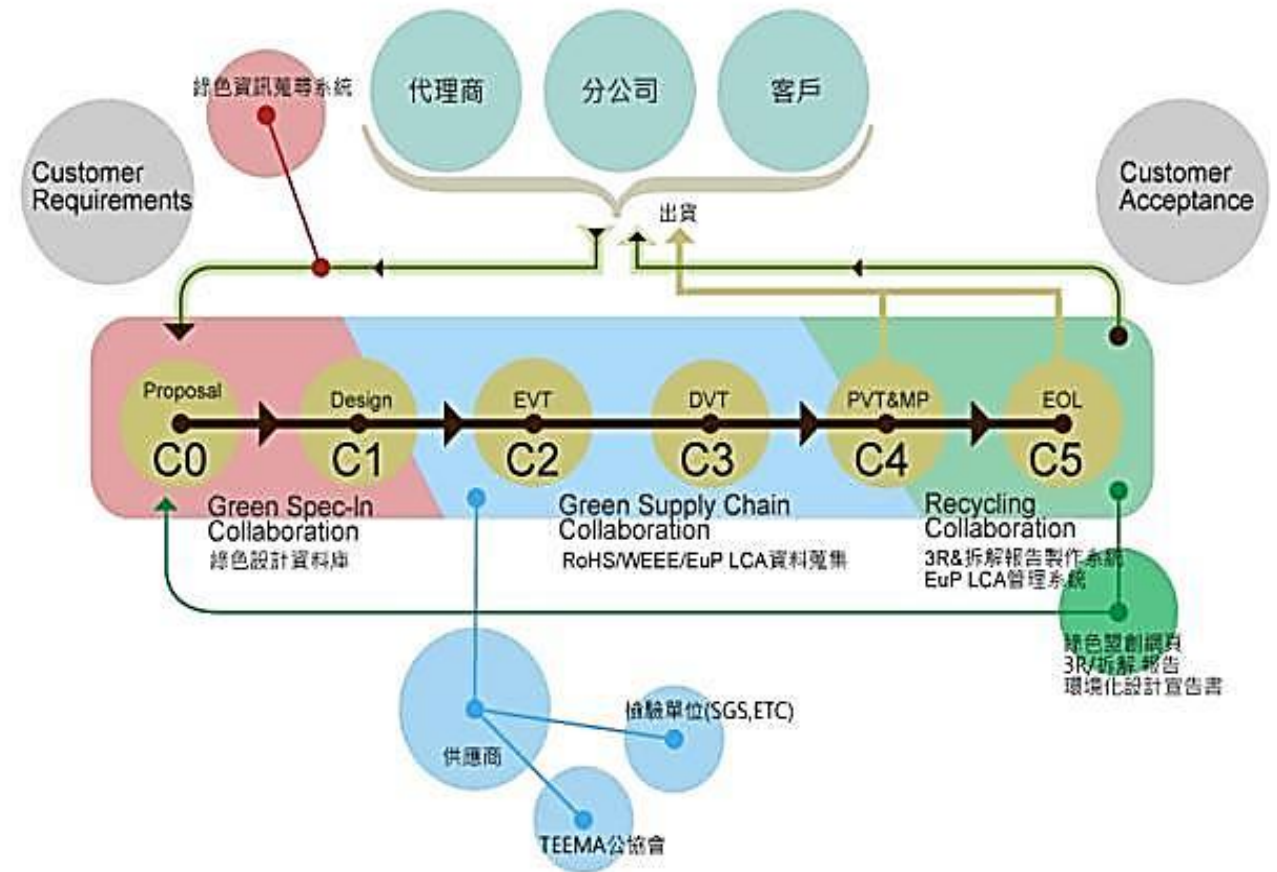 綠色資訊蒐尋系統
代理商
分公司
客戶
Customer
Requirements
Customer
Acceptance
出貨
Proposal
Design
EVT
DVT
PVT&MP
EOL
C0
C1
C2
C3
C4
C5
Green Spec-In
Collaboration
綠色設計資料庫
Green Supply Chain
Collaboration
RoHS/WEEE/EuP LCA資料蒐集
Recycling
Collaboration
3R&拆解報告製作系統
EuP LCA管理系統
綠色盟創網頁
3R/拆解 報告
環境化設計宣告書
檢驗單位(SGS,ETC)
供應商
TEEMA公協會